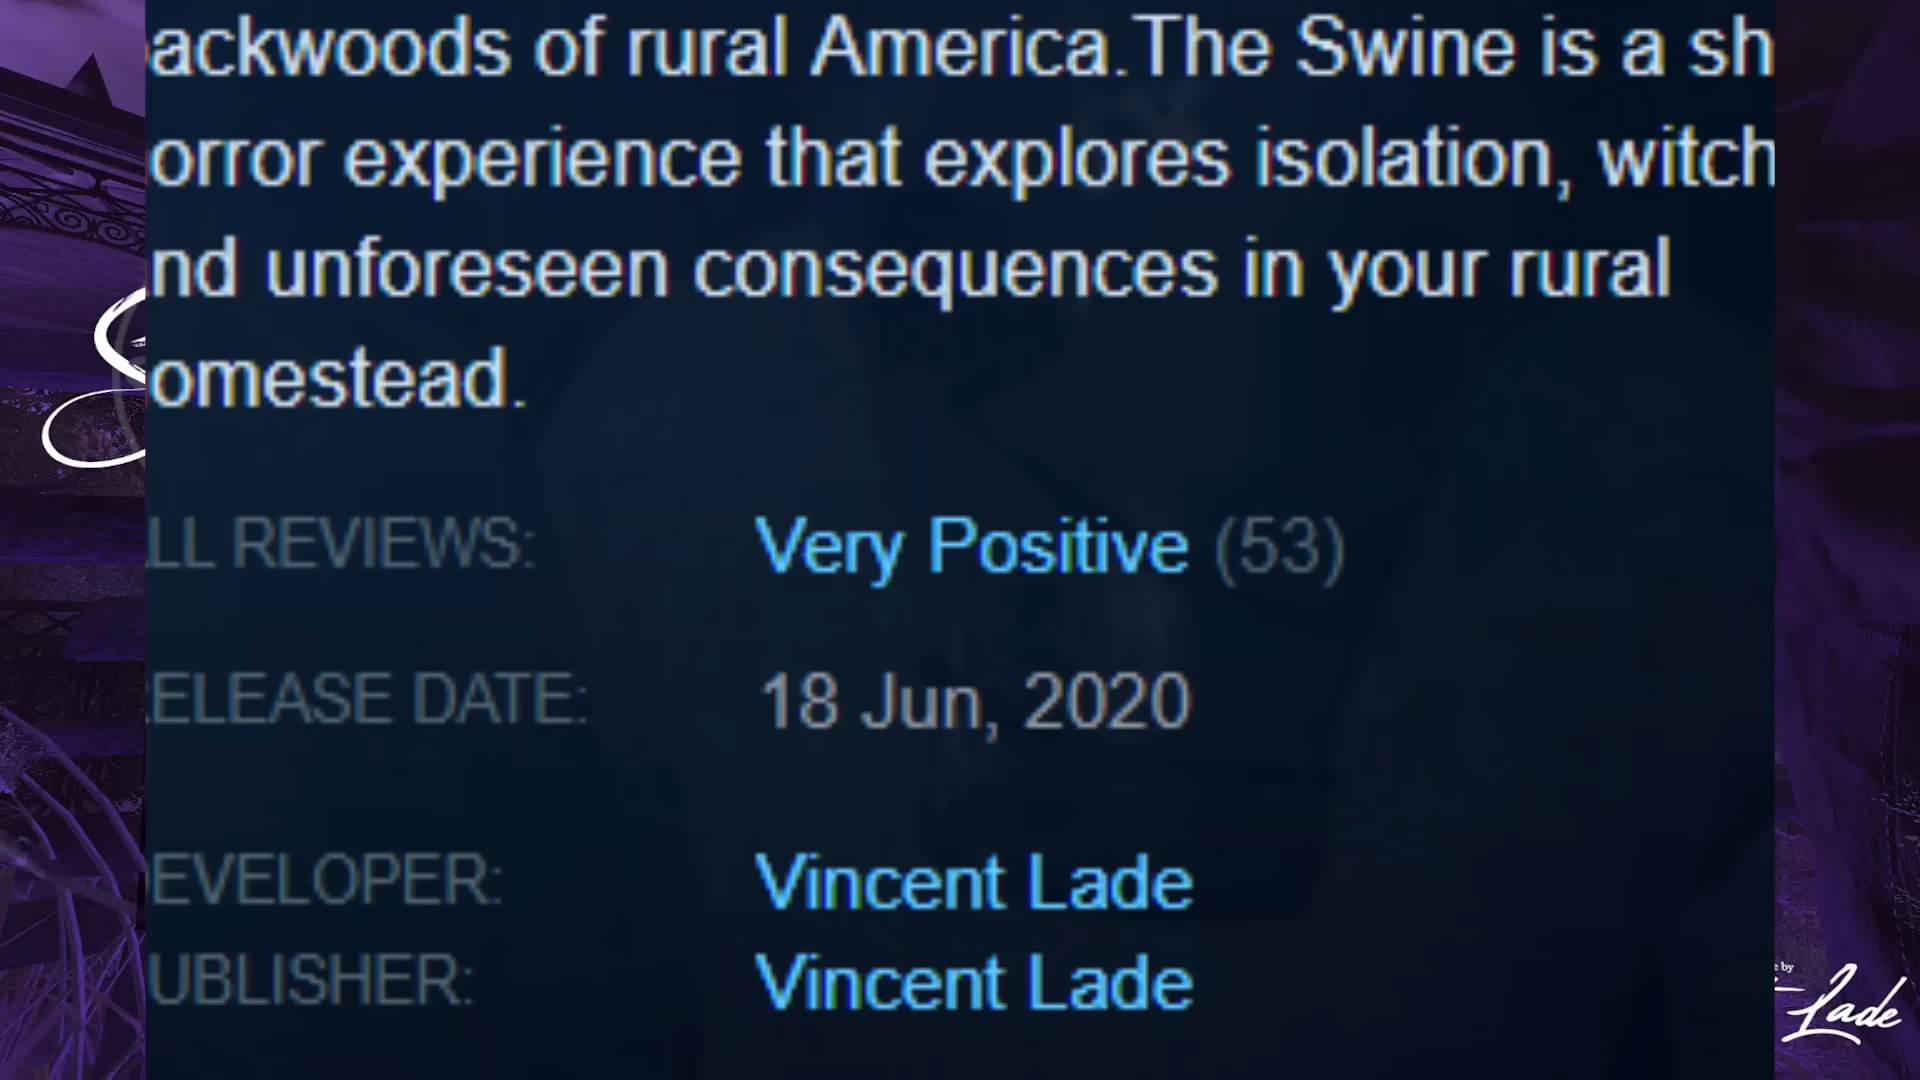 ackwoods of rural America.The Swine is a sh
orror experience that explores isolation, witch
nd unforeseen consequences in your rural
omestead.
LL REVIEWS: Very Positive (53)
ELEASE DATE: 18 Jun, 2020
EVELOPER: Vincent Lade
UBLISHER: Vincent Lade
by
Lade